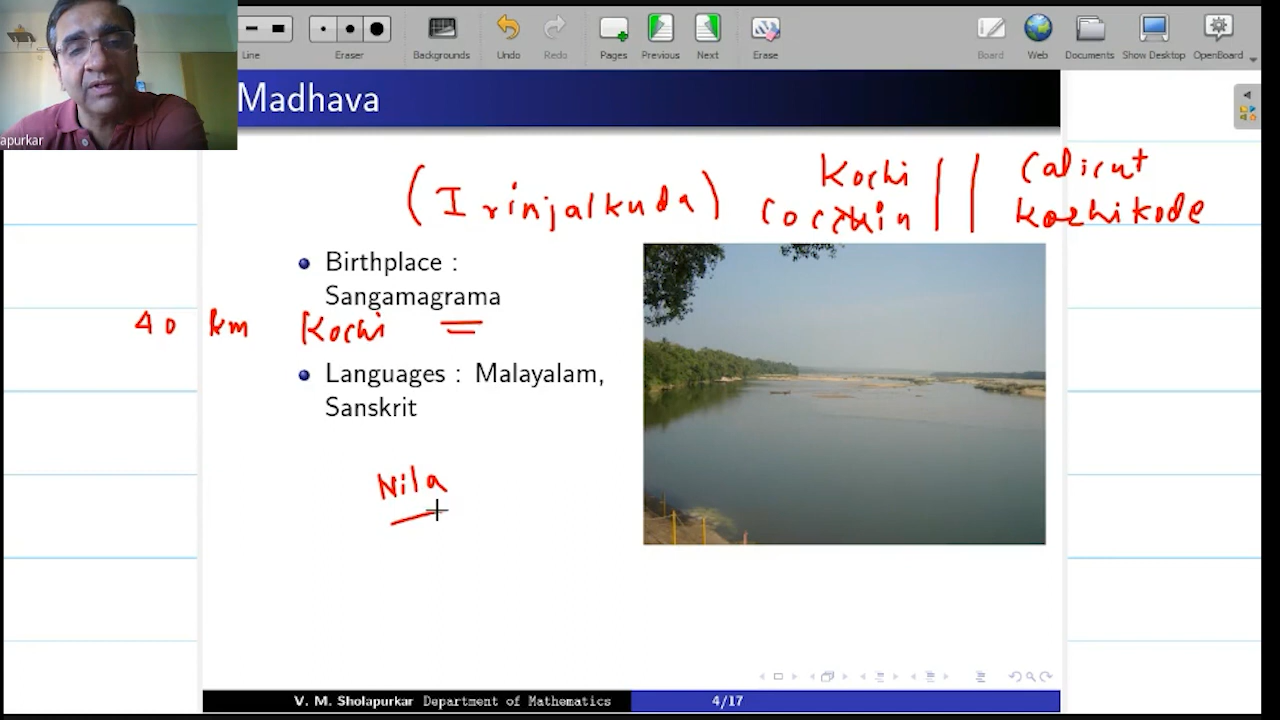 Line
Eraser
Backgrounds
Undo
Redo
Pages
Previous
Next
Erase
Board
Web
Documents
Show Desktop
OpenBoard
apurkar
Madhava
(Irinjalkuda)
Kochi
Cochin
Calicut
Kozhikode
Birthplace :
Sangamagrama
40 km Kochi
Languages : Malayalam,
Sanskrit
Nila
V. M. Sholapurkar Department of Mathematics
4/17